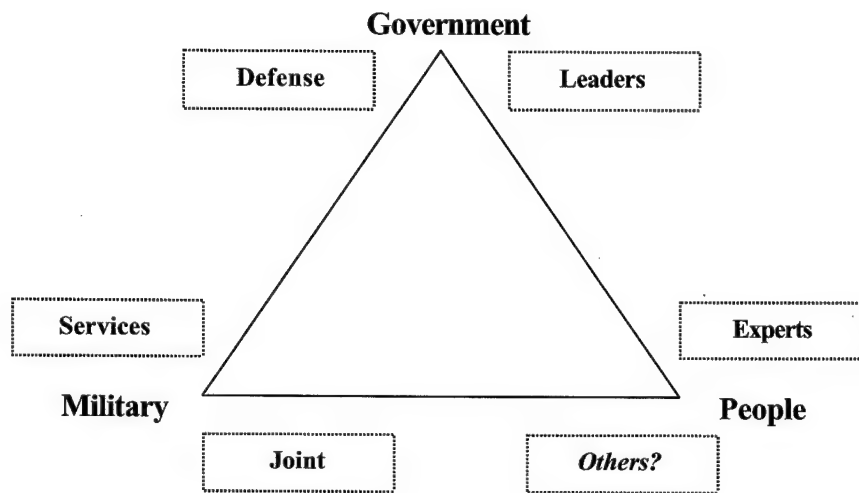 Government
Defense
Leaders
Services
Experts
Military
People
Joint
Others?